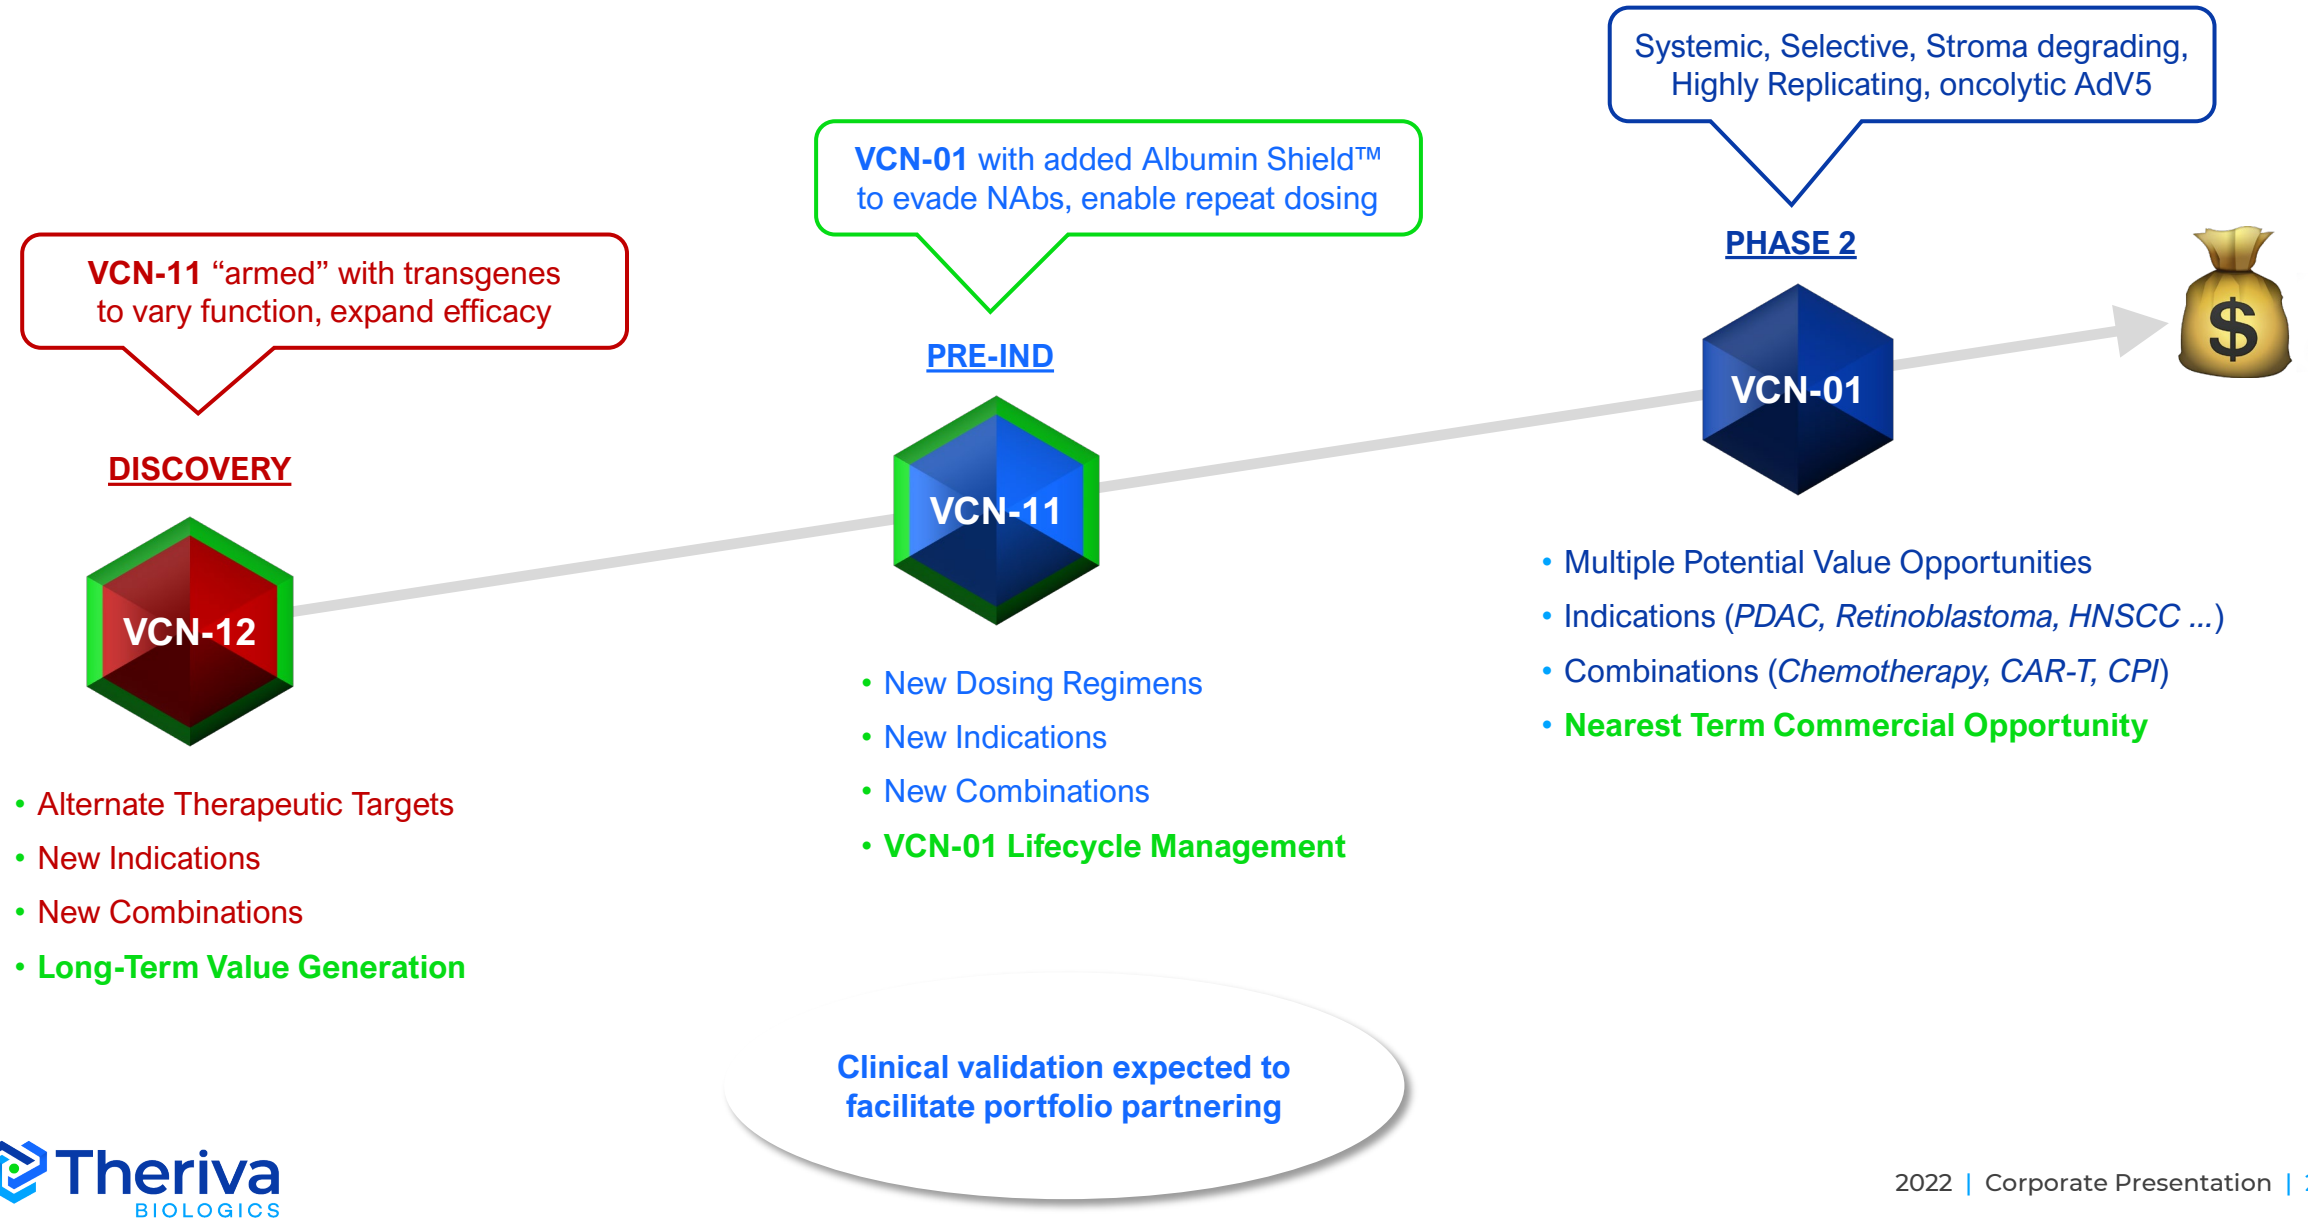 Systemic, Selective, Stroma degrading,
Highly Replicating, oncolytic AdV5
VCN-01 with added Albumin Shield™
to evade NAbs, enable repeat dosing
VCN-11 “armed” with transgenes
to vary function, expand efficacy
PHASE 2
PRE-IND
DISCOVERY
$
VCN-01
VCN-11
VCN-12
• Multiple Potential Value Opportunities
• Indications (PDAC, Retinoblastoma, HNSCC ...)
• Combinations (Chemotherapy, CAR-T, CPI)
• Nearest Term Commercial Opportunity
• New Dosing Regimens
• New Indications
• New Combinations
• VCN-01 Lifecycle Management
• Alternate Therapeutic Targets
• New Indications
• New Combinations
• Long-Term Value Generation
Clinical validation expected to
facilitate portfolio partnering
Theriva
BIOLOGICS
2022 | Corporate Presentation |